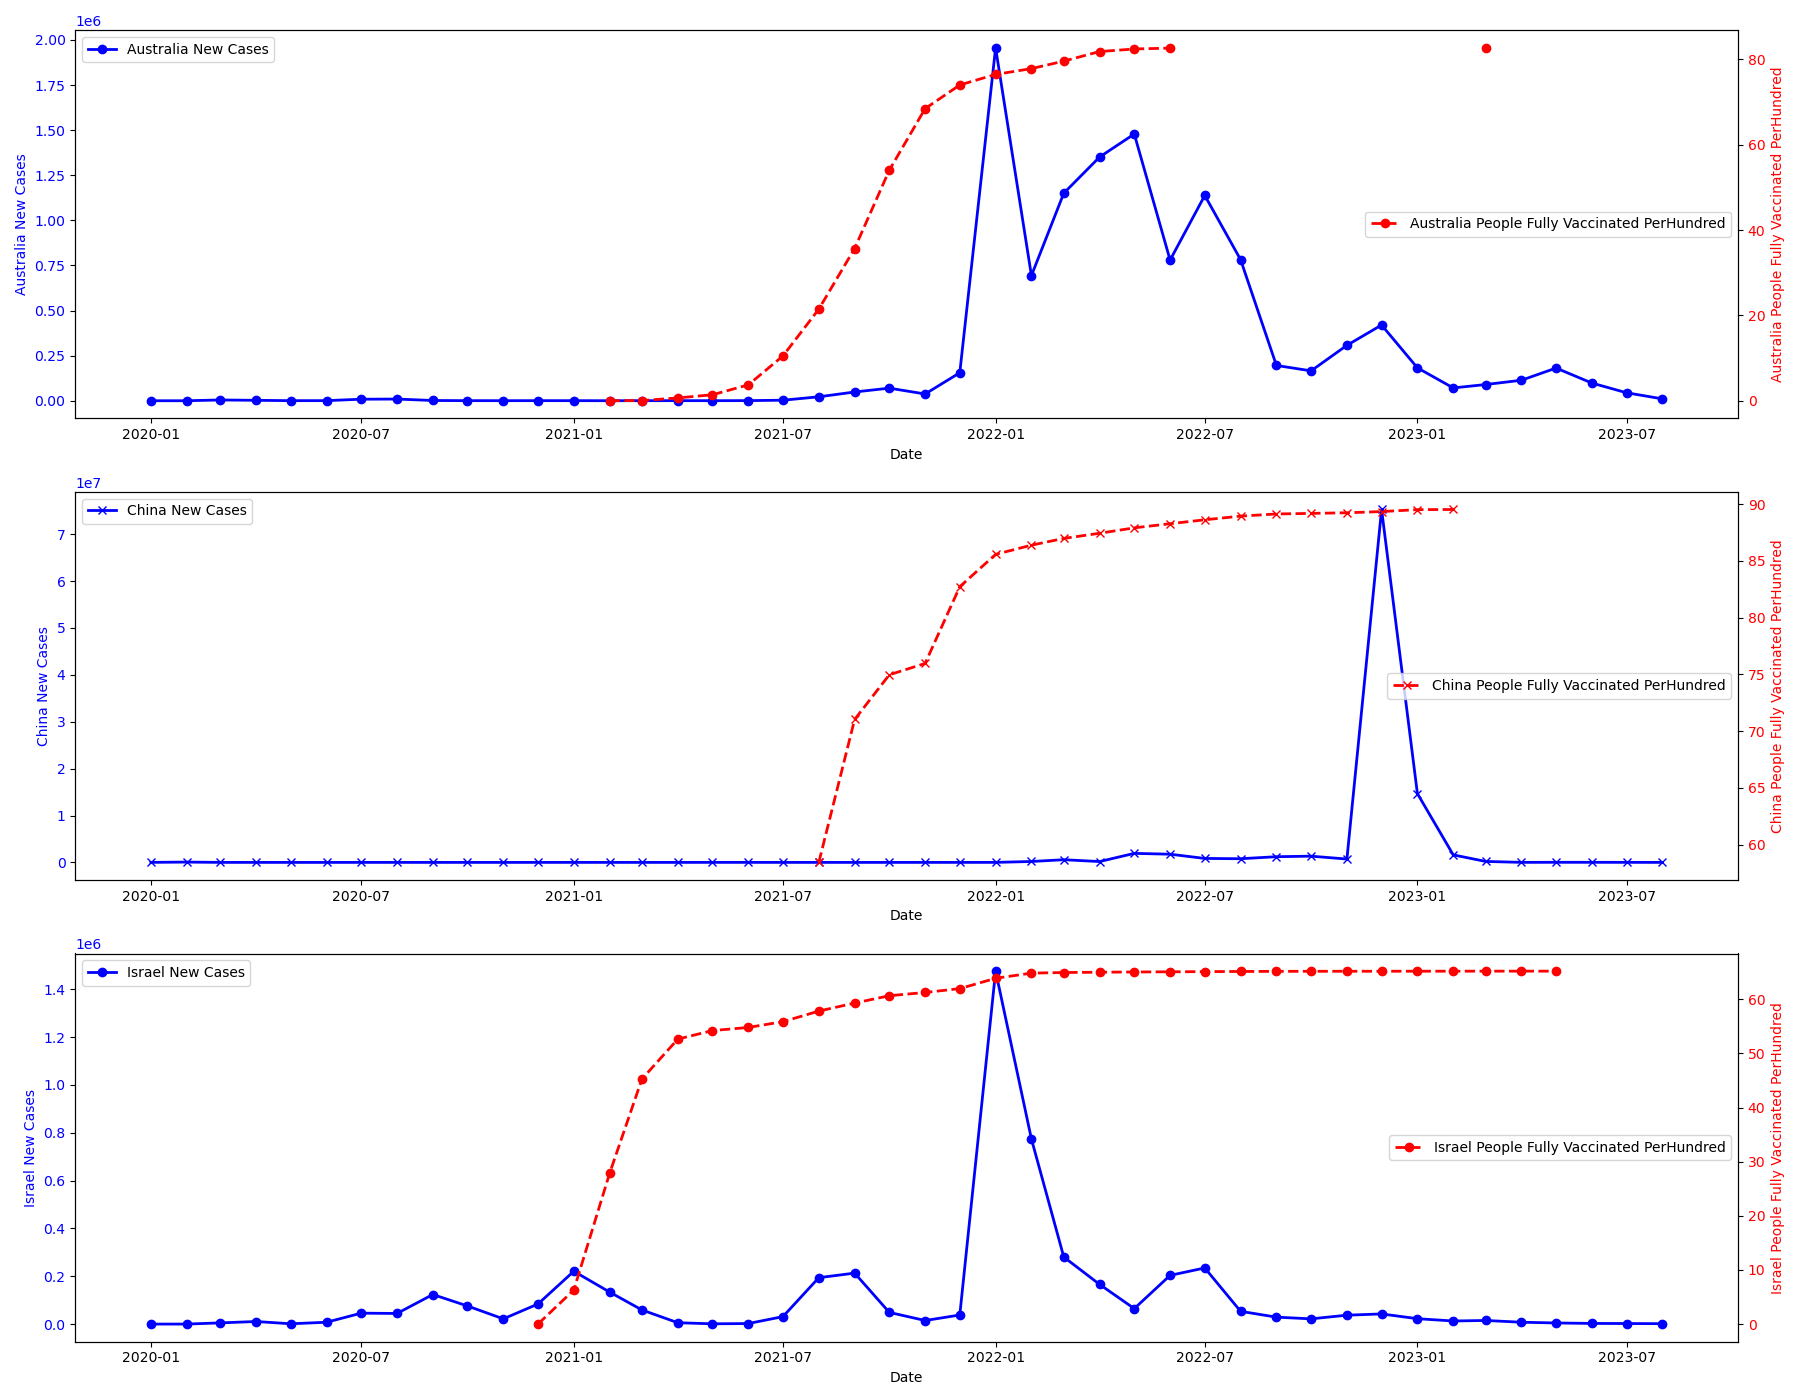 1e6
Australia New Cases
2.00
1.75
1.50
1.25
1.00
0.75
0.50
0.25
0.00
Australia New Cases
80
60
40
20
0
Australia People Fully Vaccinated PerHundred
Australia People Fully Vaccinated PerHundred
2020-01 2020-07 2021-01 2021-07 2022-01 2022-07 2023-01 2023-07
Date
1e7
China New Cases
7
6
5
4
3
2
1
0
China New Cases
90
85
80
75
70
65
60
China People Fully Vaccinated PerHundred
China People Fully Vaccinated PerHundred
2020-01 2020-07 2021-01 2021-07 2022-01 2022-07 2023-01 2023-07
Date
1e6
Israel New Cases
1.4
1.2
1.0
0.8
0.6
0.4
0.2
0.0
Israel New Cases
60
50
40
30
20
10
0
Israel People Fully Vaccinated PerHundred
Israel People Fully Vaccinated PerHundred
2020-01 2020-07 2021-01 2021-07 2022-01 2022-07 2023-01 2023-07
Date